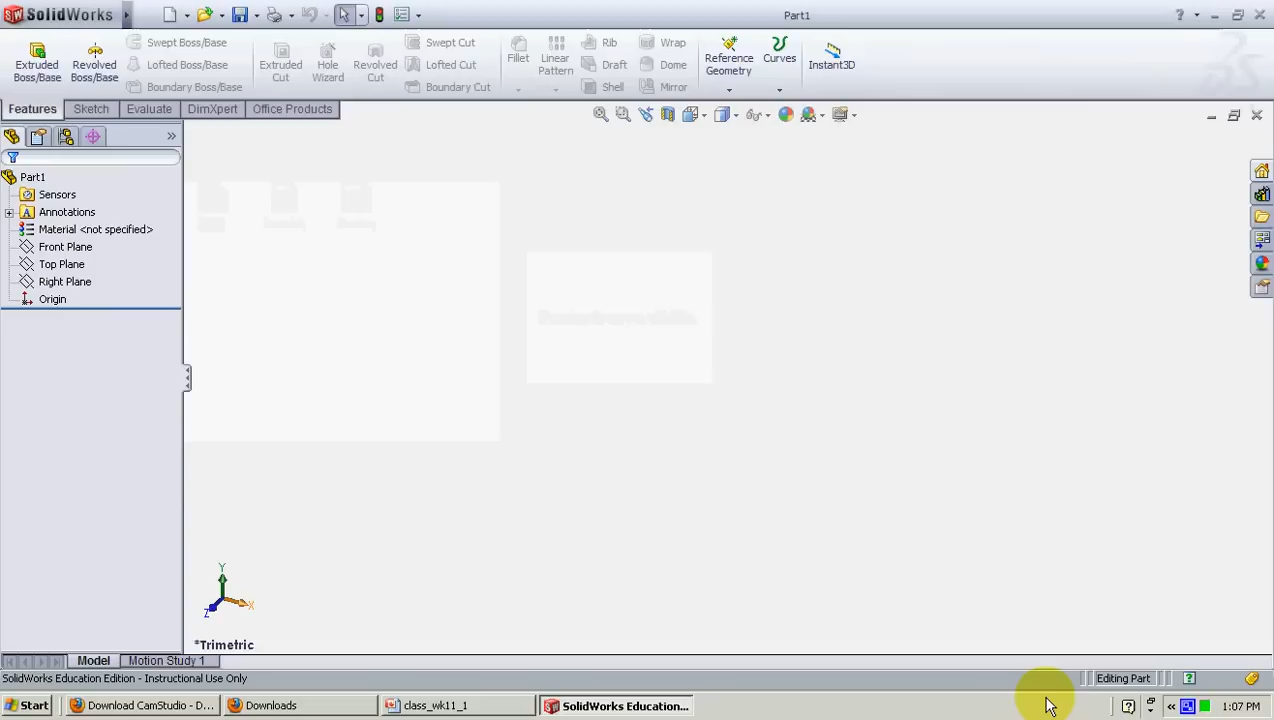 SolidWorks
Part1
Extruded Boss/Base
Revolved Boss/Base
Swept Boss/Base
Lofted Boss/Base
Boundary Boss/Base
Extruded Cut
Hole Wizard
Revolved Cut
Swept Cut
Lofted Cut
Boundary Cut
Fillet
Linear Pattern
Rib
Draft
Shell
Wrap
Dome
Mirror
Reference Geometry
Curves
Instant3D
Features
Sketch
Evaluate
DimXpert
Office Products
Part1
Sensors
Annotations
Material <not specified>
Front Plane
Top Plane
Right Plane
Origin
Y
X
Z
*Trimetric
Model
Motion Study 1
SolidWorks Education Edition - Instructional Use Only
Editing Part
Start
Download CamStudio - D...
Downloads
class_wk11_1
SolidWorks Education...
1:07 PM